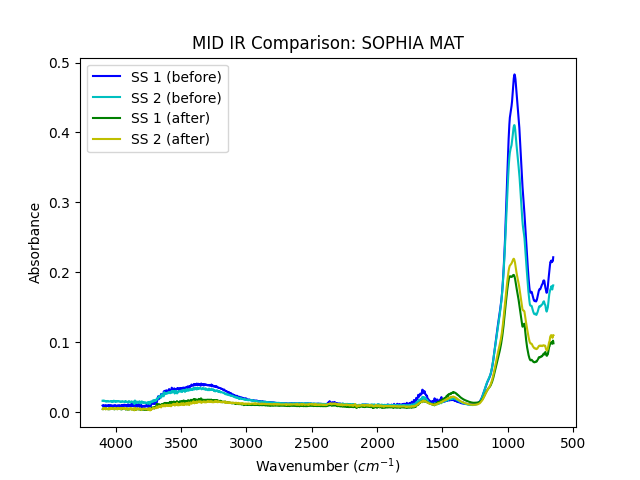 MID IR Comparison: SOPHIA MAT
SS 1 (before)
SS 2 (before)
SS 1 (after)
SS 2 (after)
Absorbance
0.5
0.4
0.3
0.2
0.1
0.0
4000 3500 3000 2500 2000 1500 1000 500
Wavenumber (cm⁻¹)